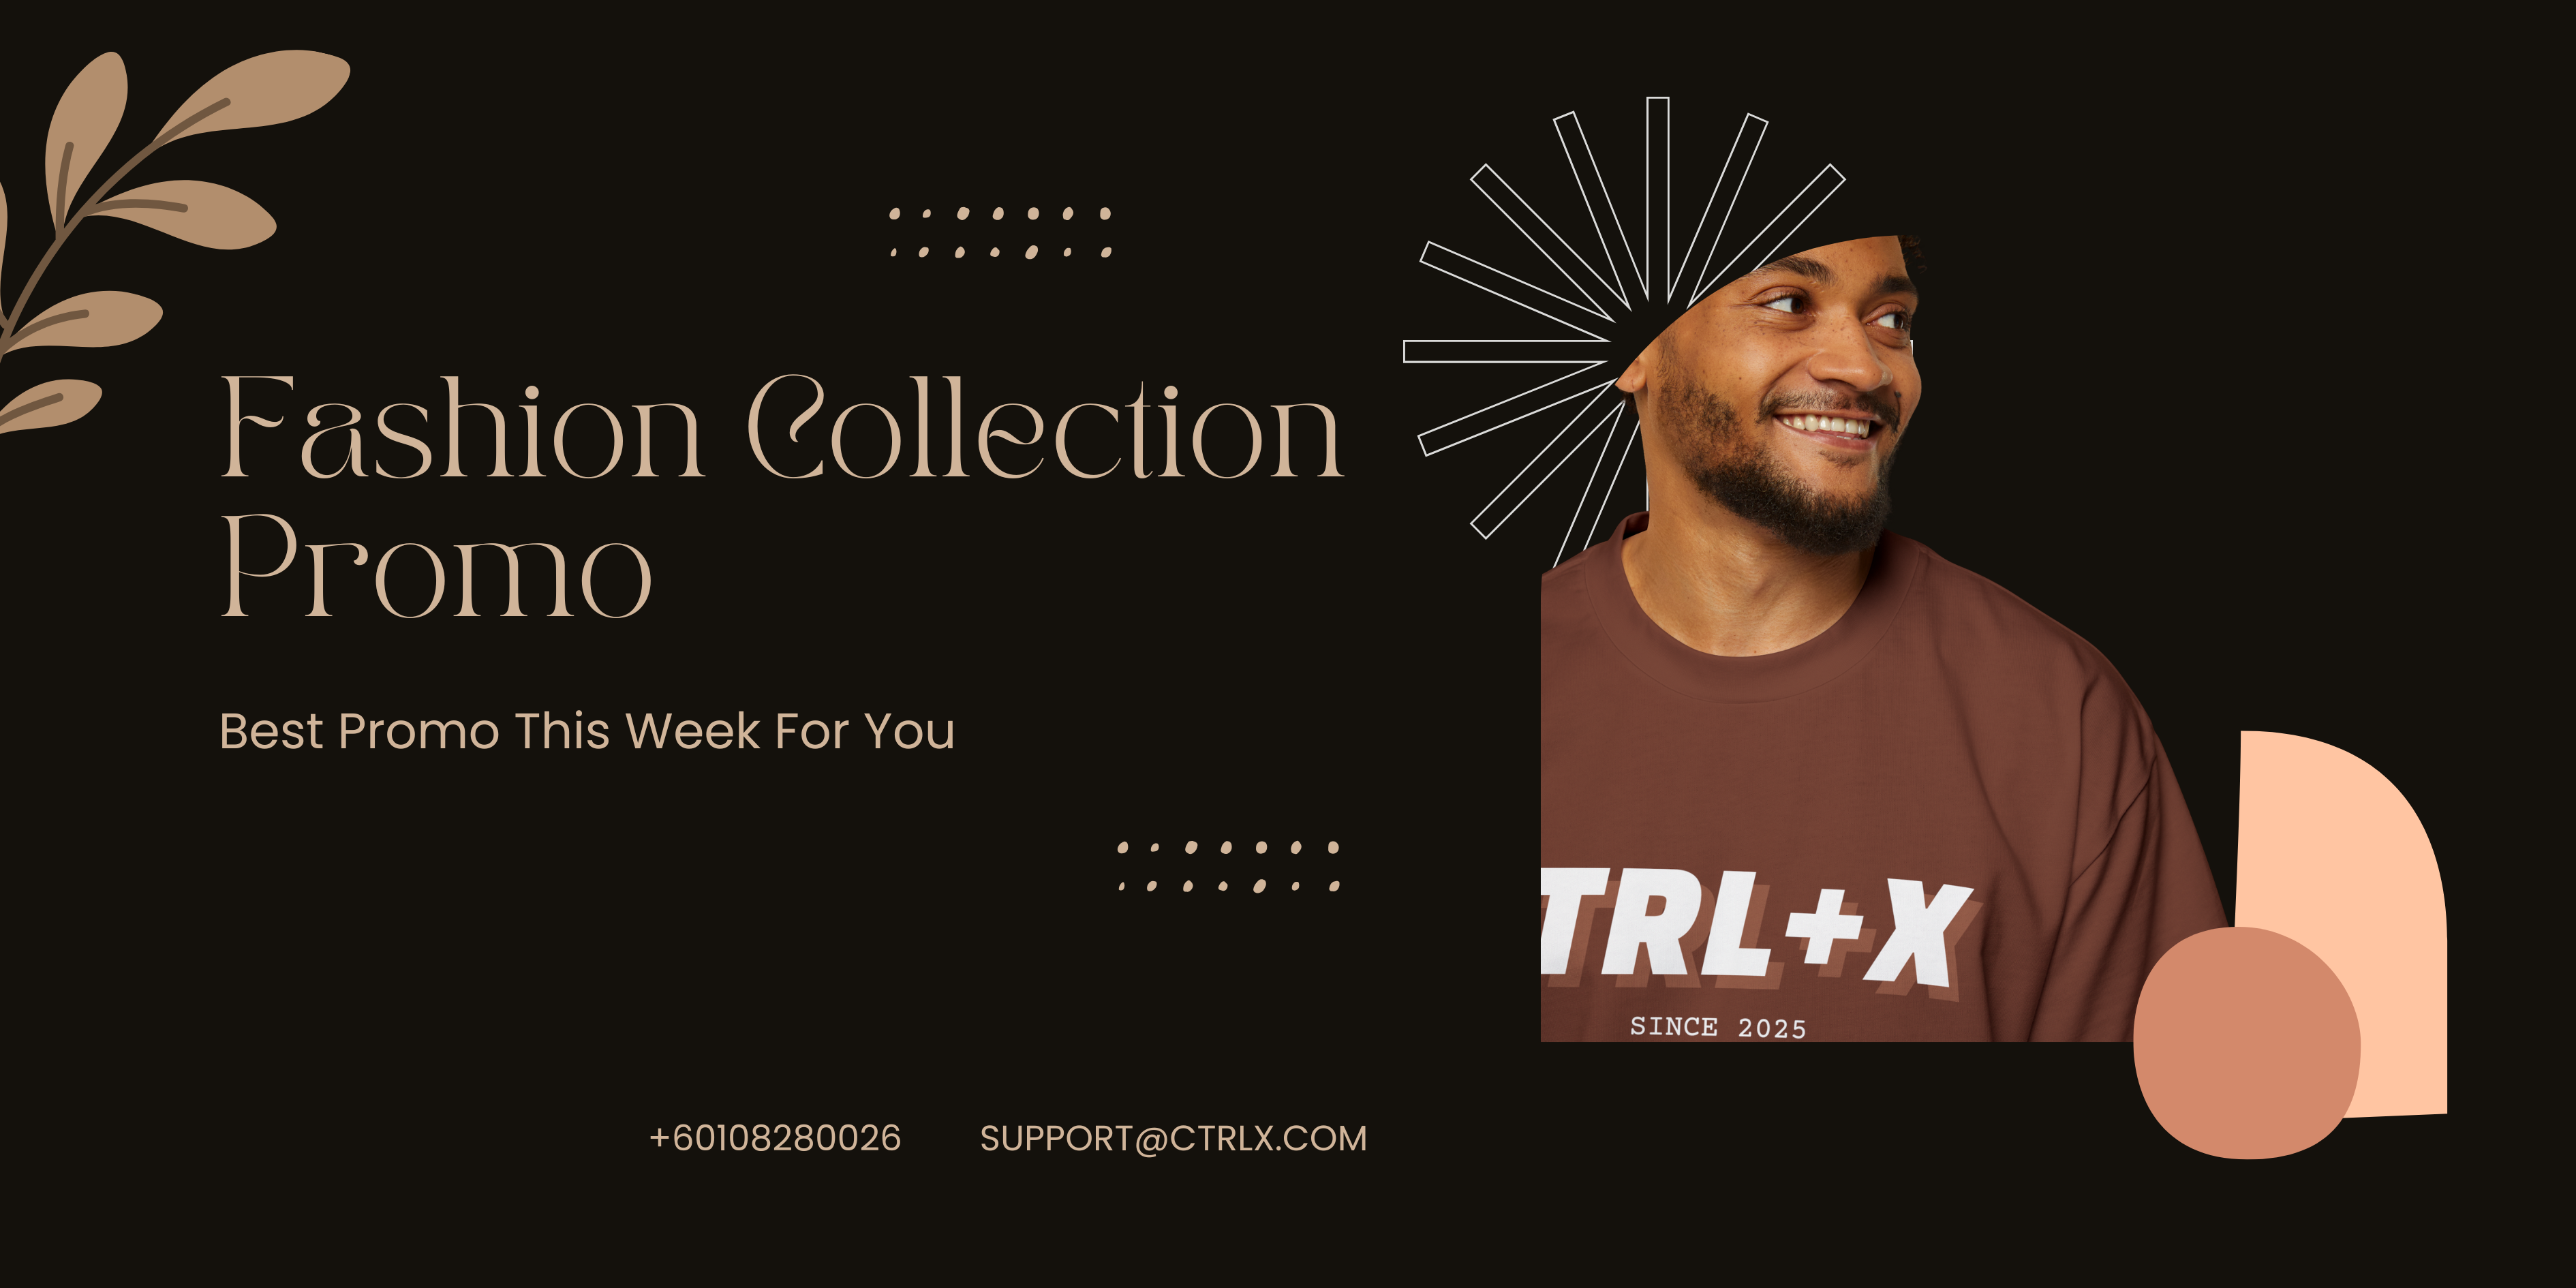 Fashion Collection
Promo
Best Promo This Week For You
TRL+X
SINCE 2025
+60108280026
SUPPORT@CTRLX.COM